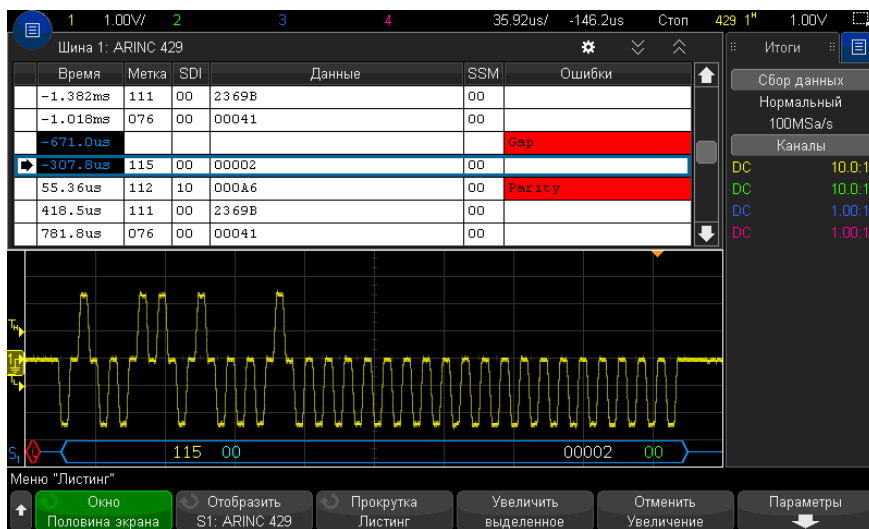 1 1.00V/ 2 3 4 35.92us/ -146.2us Стоп 429 1H 1.00V
Шина 1: ARINC 429
Время Метка SDI Данные SSM Ошибки
-1.382ms 111 00 2369B 00
-1.018ms 076 00 00041 00
-671.0us Gap
-307.8us 115 00 00002 00
55.36us 112 10 000A6 00 Parity
418.5us 111 00 2369B 00
781.8us 076 00 00041 00
Итоги
Сбор данных
Нормальный
100MSa/s
Каналы
DC 10.0:1
DC 10.0:1
DC 1.00:1
DC 1.00:1
TH
1
TL
S1 115 00 00002 00
Меню "Листинг"
Окно
Половина экрана
Отобразить
S1: ARINC 429
Прокрутка
Листинг
Увеличить
выделенное
Отменить
Увеличение
Параметры